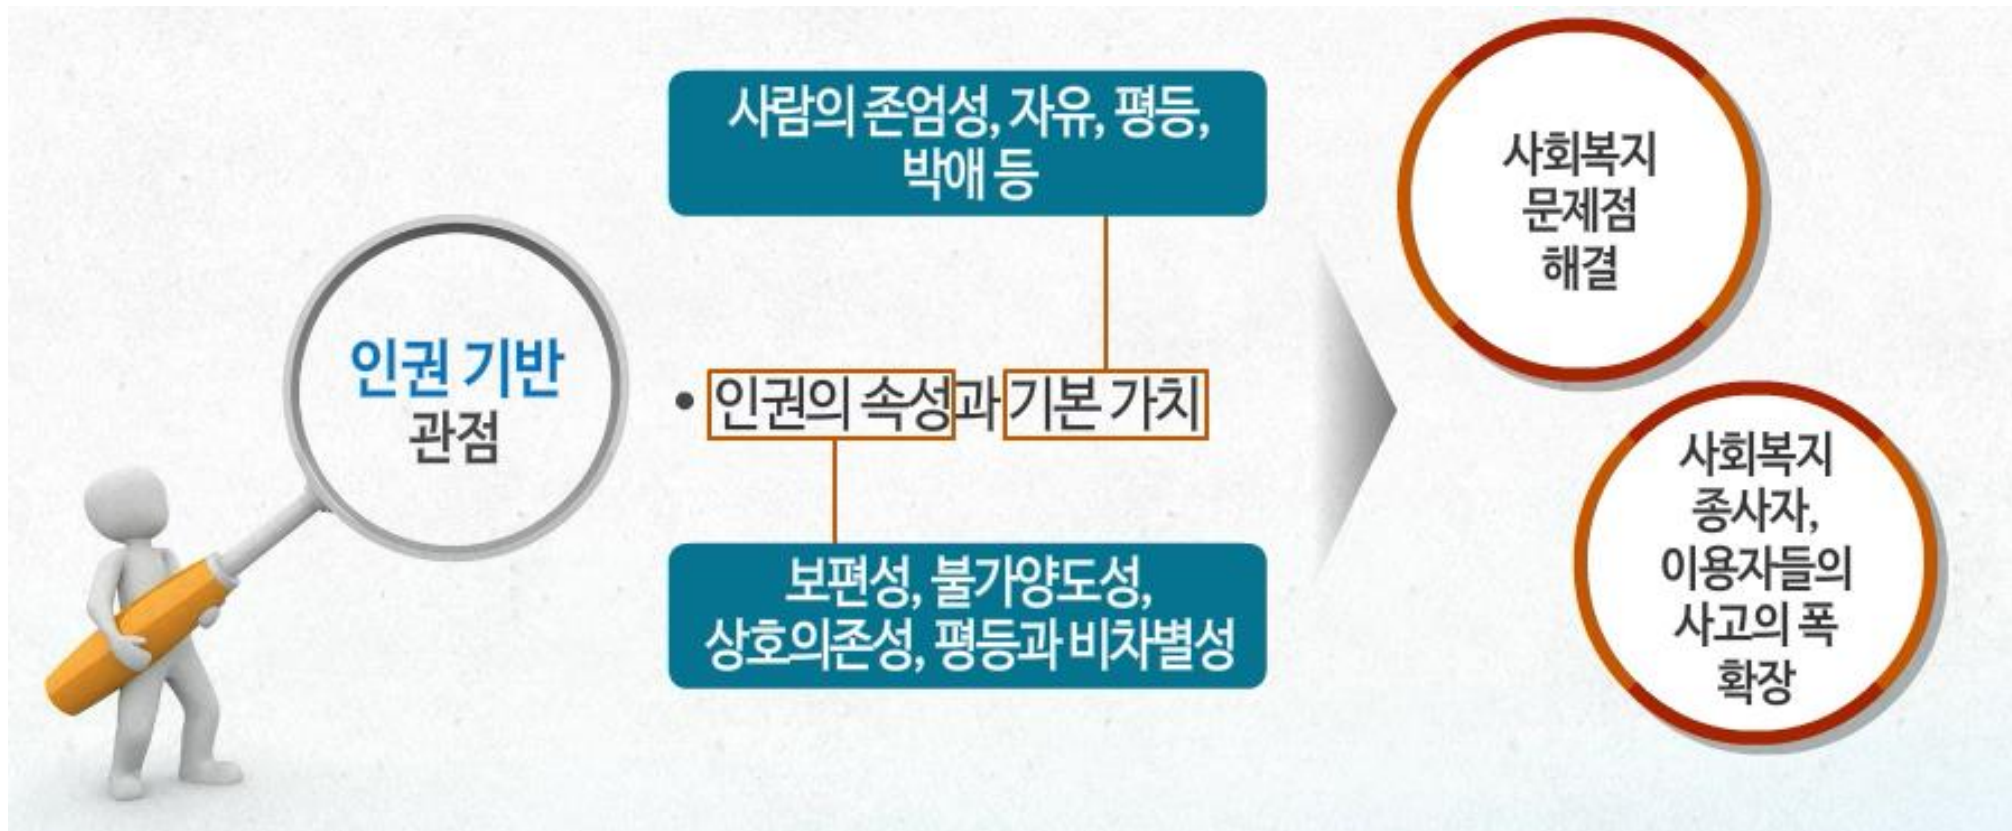 인권 기반
관점
사람의 존엄성, 자유, 평등,
박애 등
• 인권의 속성과 기본 가치
보편성, 불가양도성,
상호의존성, 평등과 비차별성
사회복지
문제점
해결
사회복지
종사자,
이용자들의
사고의 폭
확장